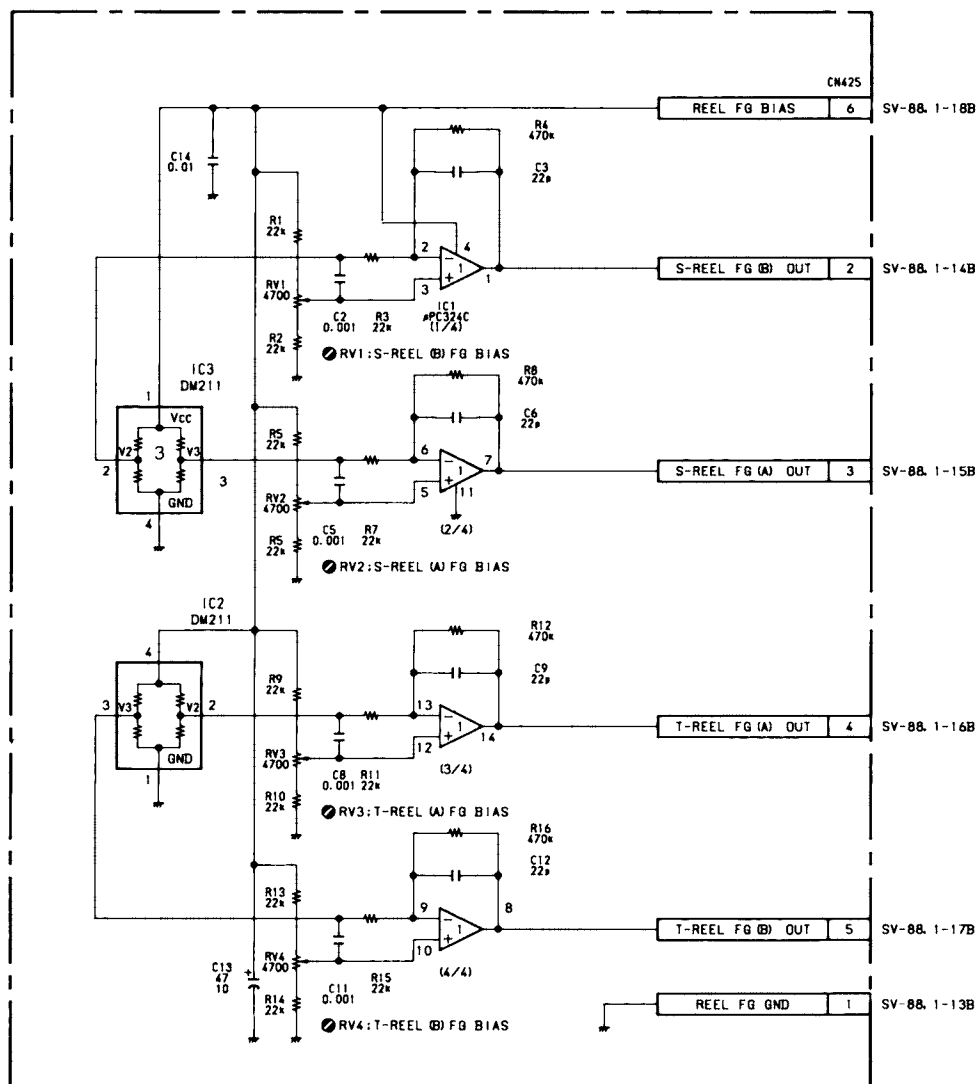 CN425
REEL FG BIAS 6 SV-88. 1-18B
R4
470k
C14
0.01
C3
22p
R1
22k
2 4
1
3 1
S-REEL FG (B) OUT 2 SV-88. 1-14B
RV1
4700
C2
0.001
R3
22k
IC1
μPC324C
(1/4)
R2
22k
RV1:S-REEL (B) FG BIAS
IC3
DM211
R8
470k
1
Vcc
C6
22p
R5
22k
V2 3 V3
2 3
6 7
1
5 11
S-REEL FG (A) OUT 3 SV-88. 1-15B
GND
4
RV2
4700
C5
0.001
R7
22k
(2/4)
R5
22k
RV2:S-REEL (A) FG BIAS
IC2
DM211
R12
470k
4
C9
22p
R9
22k
3 V3 V2 2
13
1
12 14
T-REEL FG (A) OUT 4 SV-88. 1-16B
GND
1
RV3
4700
C8
0.001
R11
22k
(3/4)
R10
22k
RV3:T-REEL (A) FG BIAS
R16
470k
C12
22p
R13
22k
9 8
1
10
T-REEL FG (B) OUT 5 SV-88. 1-17B
RV4
4700
C13
47
10
+
C11
0.001
R15
22k
(4/4)
R14
22k
REEL FG GND 1 SV-88. 1-13B
RV4:T-REEL (B) FG BIAS